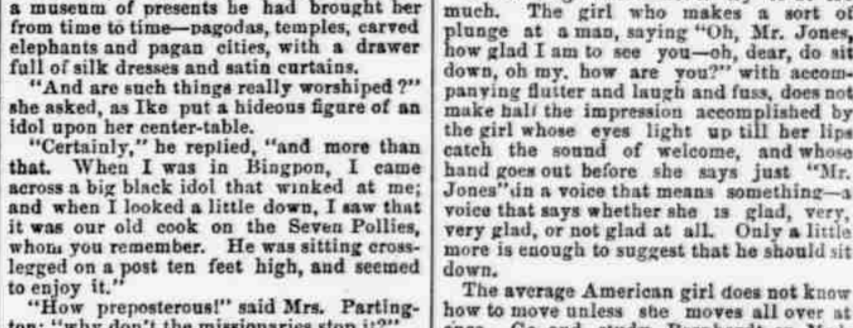 a museum of presents he had brought her
from time to time—pagodas, temples, carved
elephants and pagan cities, with a drawer
full of silk dresses and satin curtains.
"And are such things really worshiped?"
she asked, as Ike put a hideous figure of an
idol upon her center-table.
"Certainly," he replied, "and more than
that. When I was in Bingpon, I came
across a big black idol that winked at me;
and when I looked a little down, I saw that
it was our old cook on the Seven Pollies,
whom you remember. He was sitting cross-
legged on a post ten feet high, and seemed
to enjoy it."
"How preposterous!" said Mrs. Parting-
ton: "why don't the missionaries stop it?"
much. The girl who makes a sort of
plunge at a man, saying "Oh, Mr. Jones,
how glad I am to see you—oh, dear, do sit
down, oh my, how are you?" with accom-
panying flutter and laugh and fuss, does not
make half the impression accomplished by
the girl whose eyes light up till her lips
catch the sound of welcome, and whose
hand goes out before she says just "Mr.
Jones" in a voice that means something—a
voice that says whether she is glad, very,
very glad, or not glad at all. Only a little
more is enough to suggest that he should sit
down.
The average American girl does not know
how to move unless she moves all over at